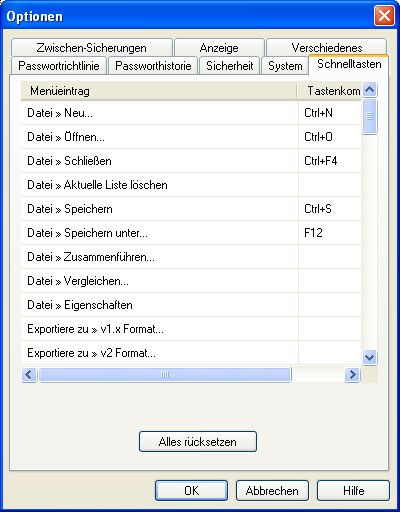 Optionen
Zwischen-Sicherungen Anzeige Verschiedenes
Passwortrichtlinie Passworthistorie Sicherheit System Schnelltasten
Menüeintrag Tastenkom
Datei » Neu... Ctrl+N
Datei » Öffnen... Ctrl+O
Datei » Schließen Ctrl+F4
Datei » Aktuelle Liste löschen
Datei » Speichern Ctrl+S
Datei » Speichern unter... F12
Datei » Zusammenführen...
Datei » Vergleichen...
Datei » Eigenschaften
Exportiere zu » v1.x Format...
Exportiere zu » v2 Format...
Alles rücksetzen
OK Abbrechen Hilfe